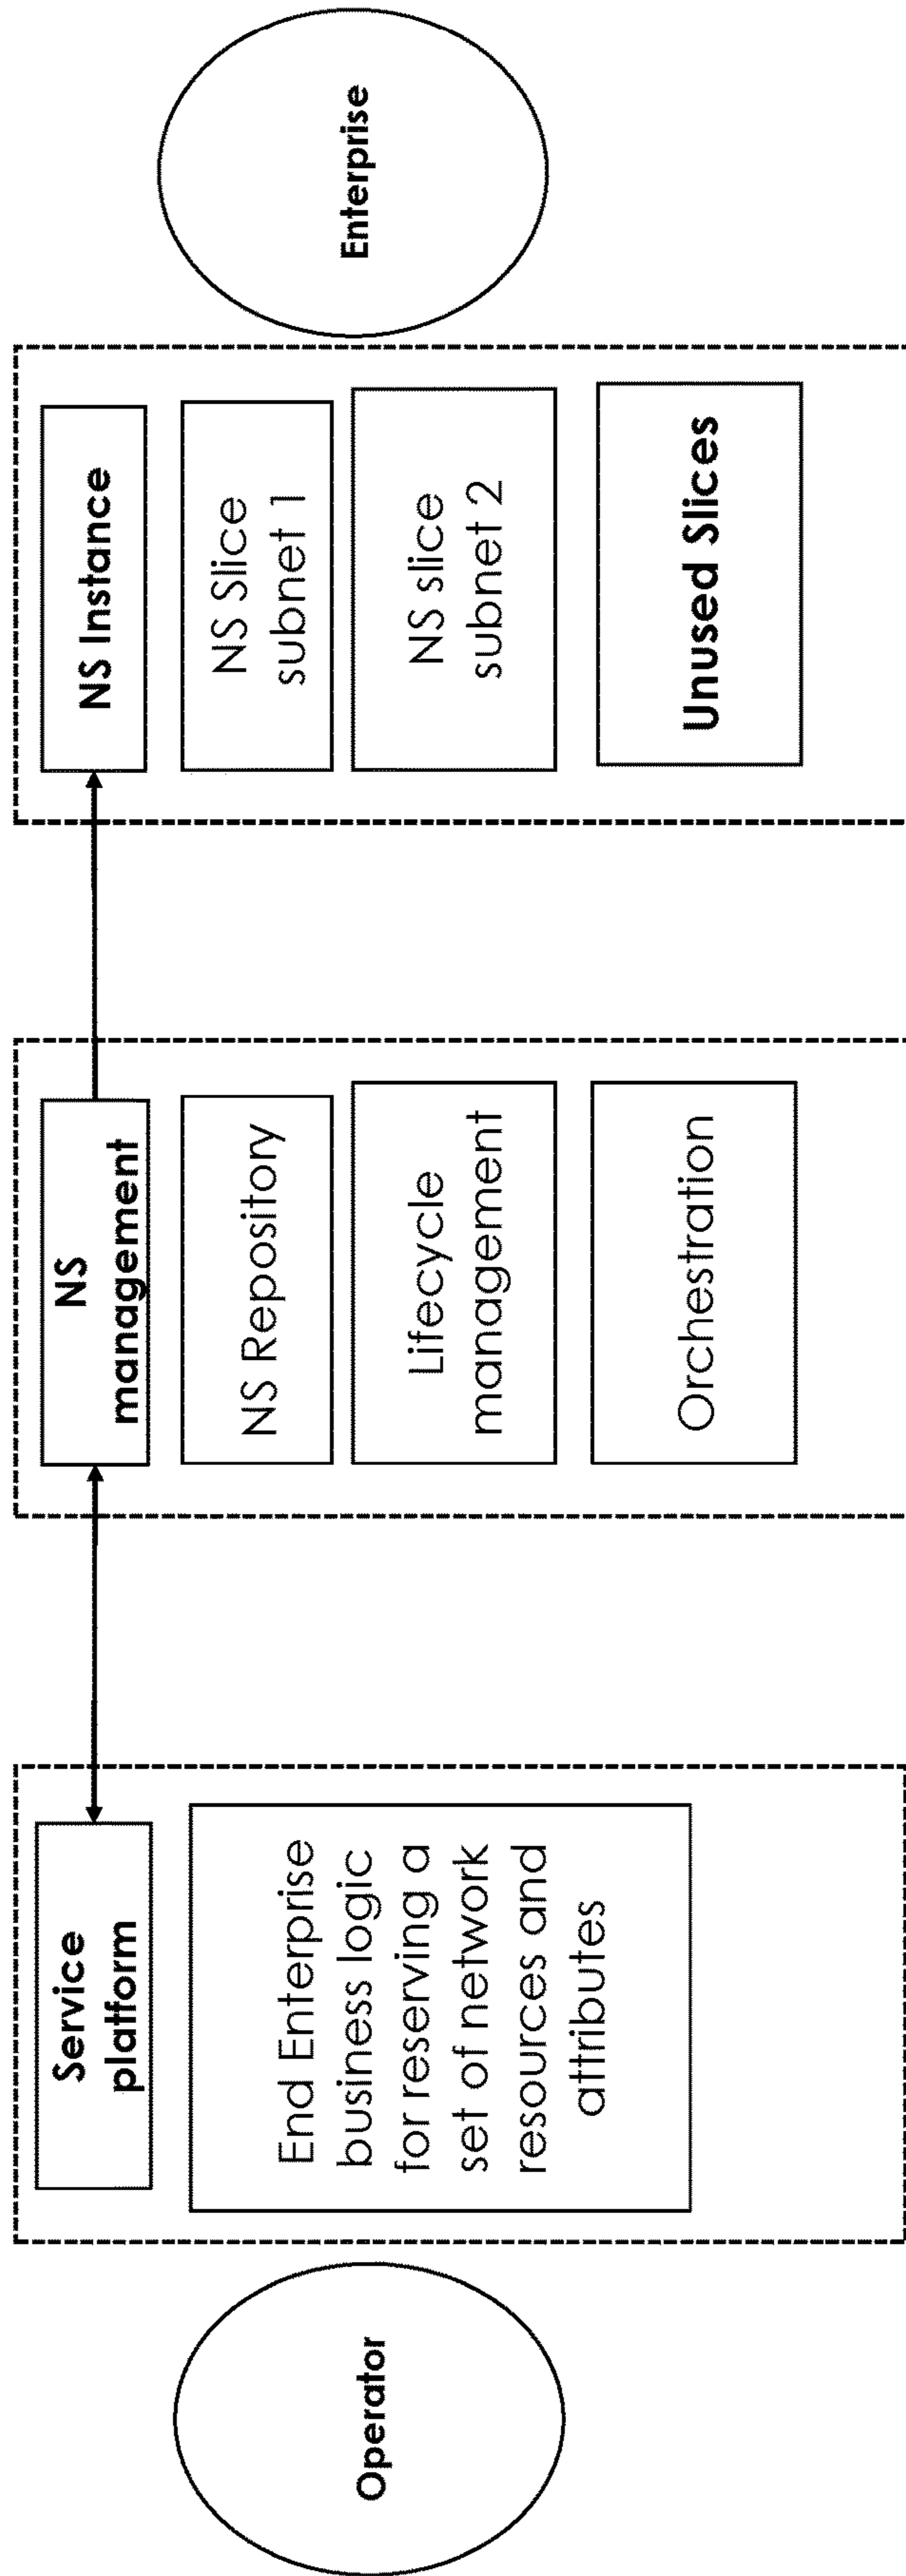 Operator
Service
platform
End Enterprise
business logic
for reserving a
set of network
resources and
attributes
NS
management
NS Repository
Lifecycle
management
Orchestration
NS Instance
NS Slice
subnet 1
NS slice
subnet 2
Unused Slices
Enterprise